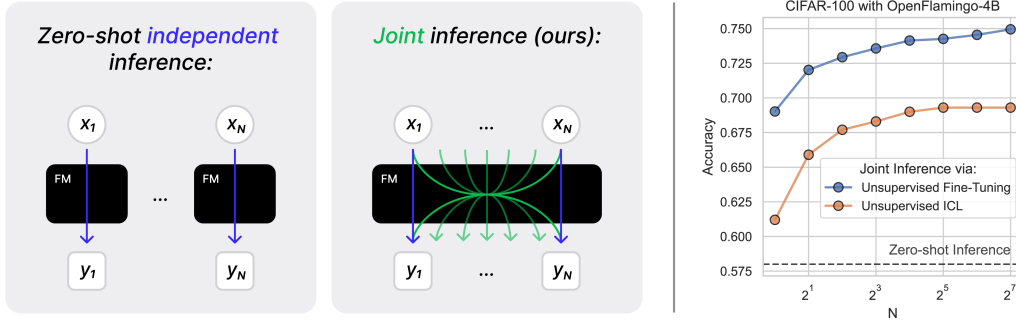 Zero-shot independent
inference:
x1
xN
FM
...
FM
y1
yN
Joint inference (ours):
x1
...
xN
FM
y1
...
yN
CIFAR-100 with OpenFlamingo-4B
Accuracy
0.750
0.725
0.700
0.675
0.650
0.625
0.600
0.575
Joint Inference via:
Unsupervised Fine-Tuning
Unsupervised ICL
Zero-shot Inference
2^1
2^3
2^5
2^7
N